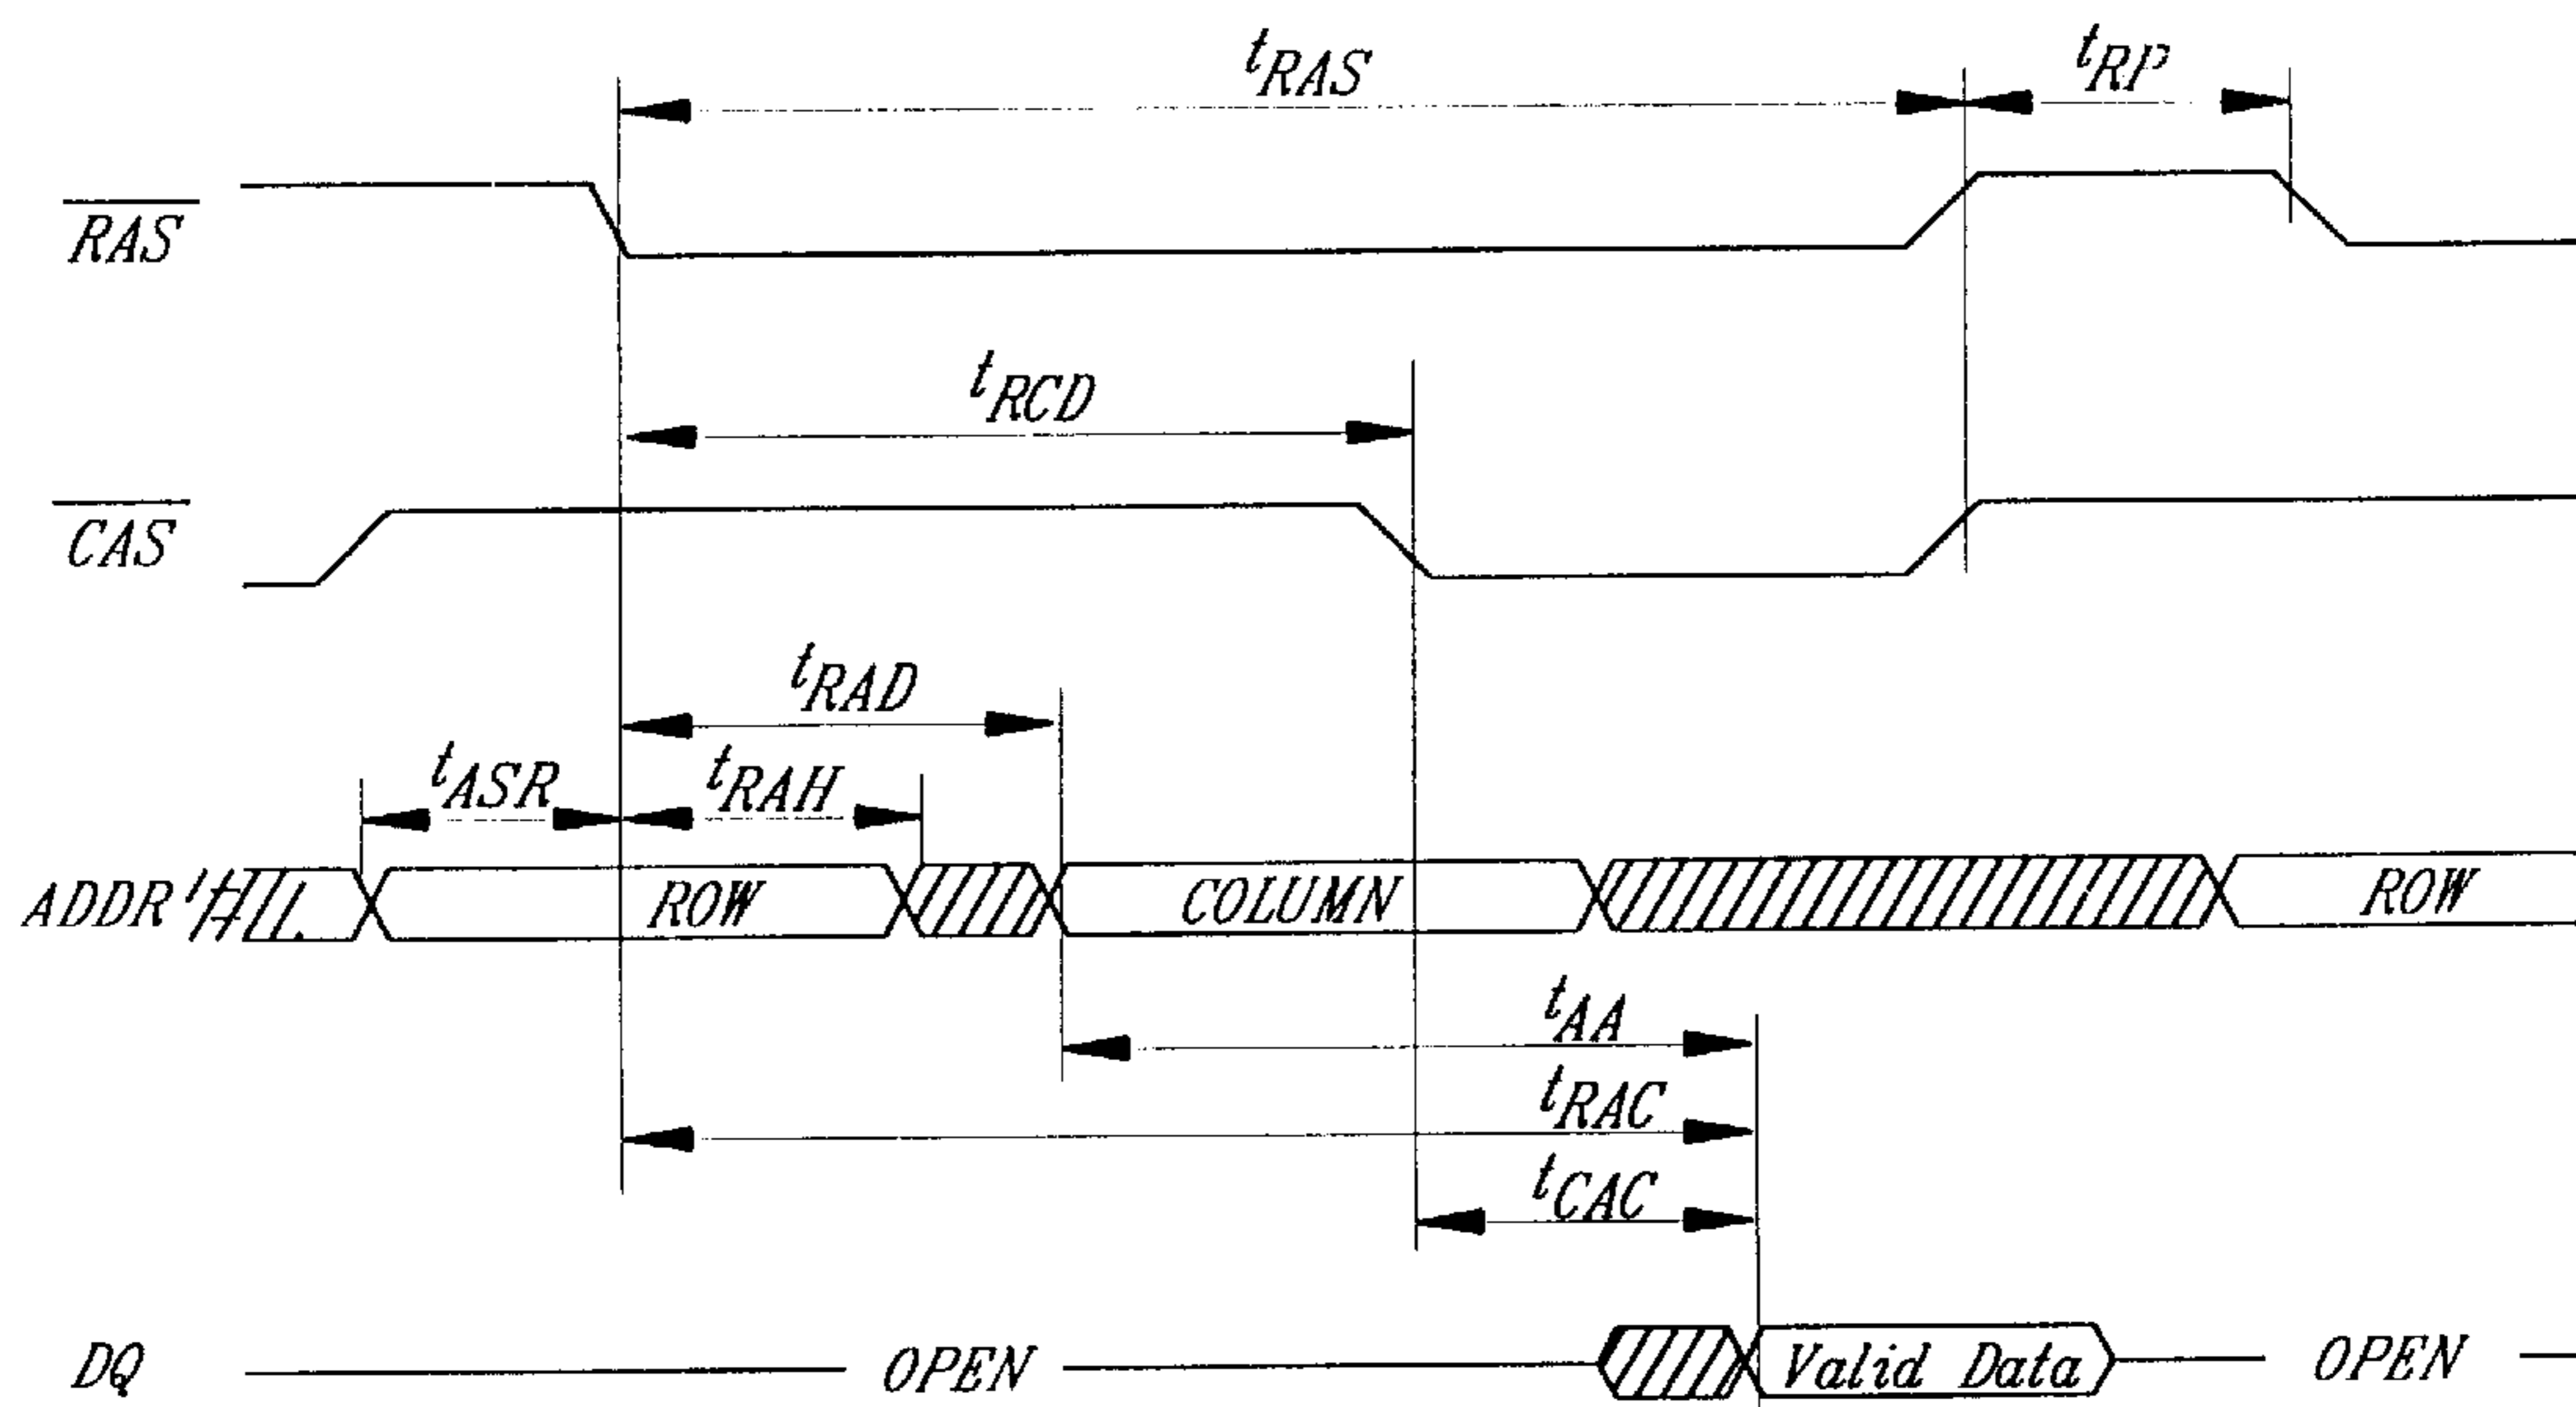 tRAS tRP
RAS
tRCD
CAS
tRAD
tASR tRAH
ADDR ROW COLUMN ROW
tAA
tRAC
tCAC
DQ OPEN Valid Data OPEN